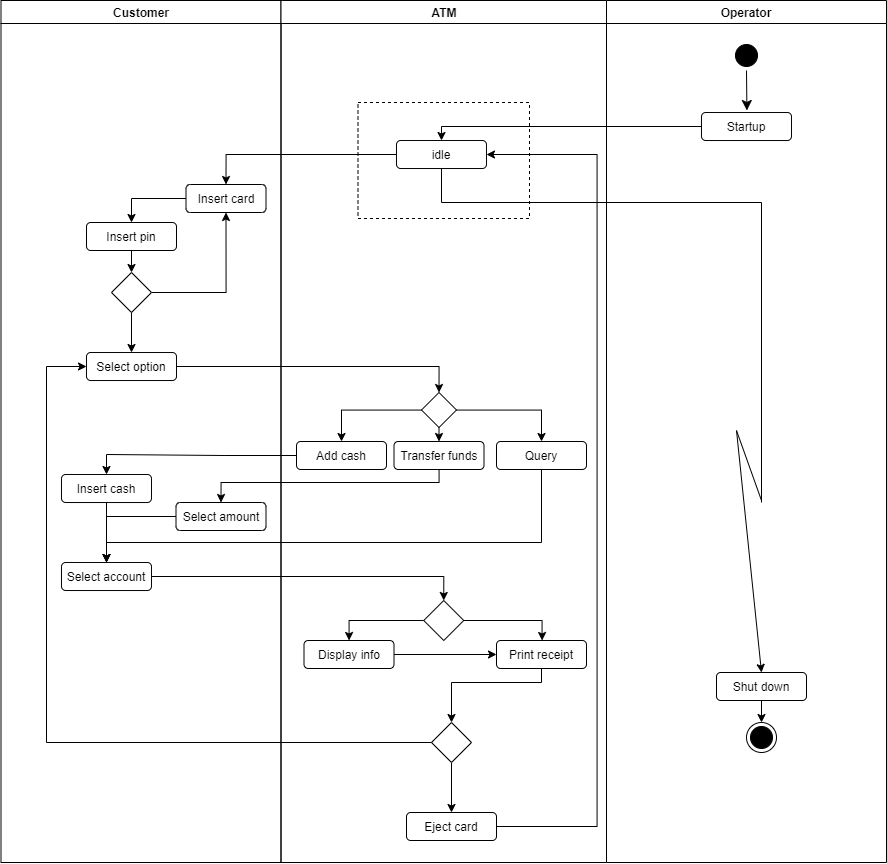 Customer
ATM
Operator
Startup
idle
Insert card
Insert pin
Select option
Add cash
Transfer funds
Query
Insert cash
Select amount
Select account
Display info
Print receipt
Shut down
Eject card